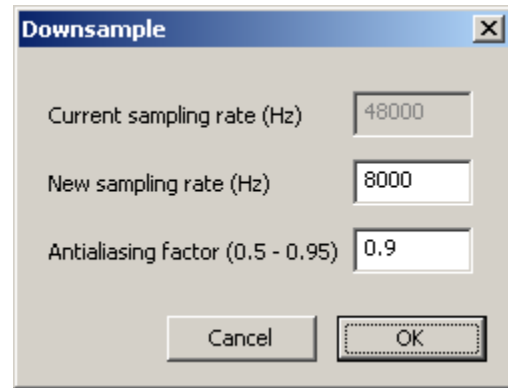 Downsample
Current sampling rate (Hz) 48000
New sampling rate (Hz) 8000
Antialiasing factor (0.5 - 0.95) 0.9
Cancel OK